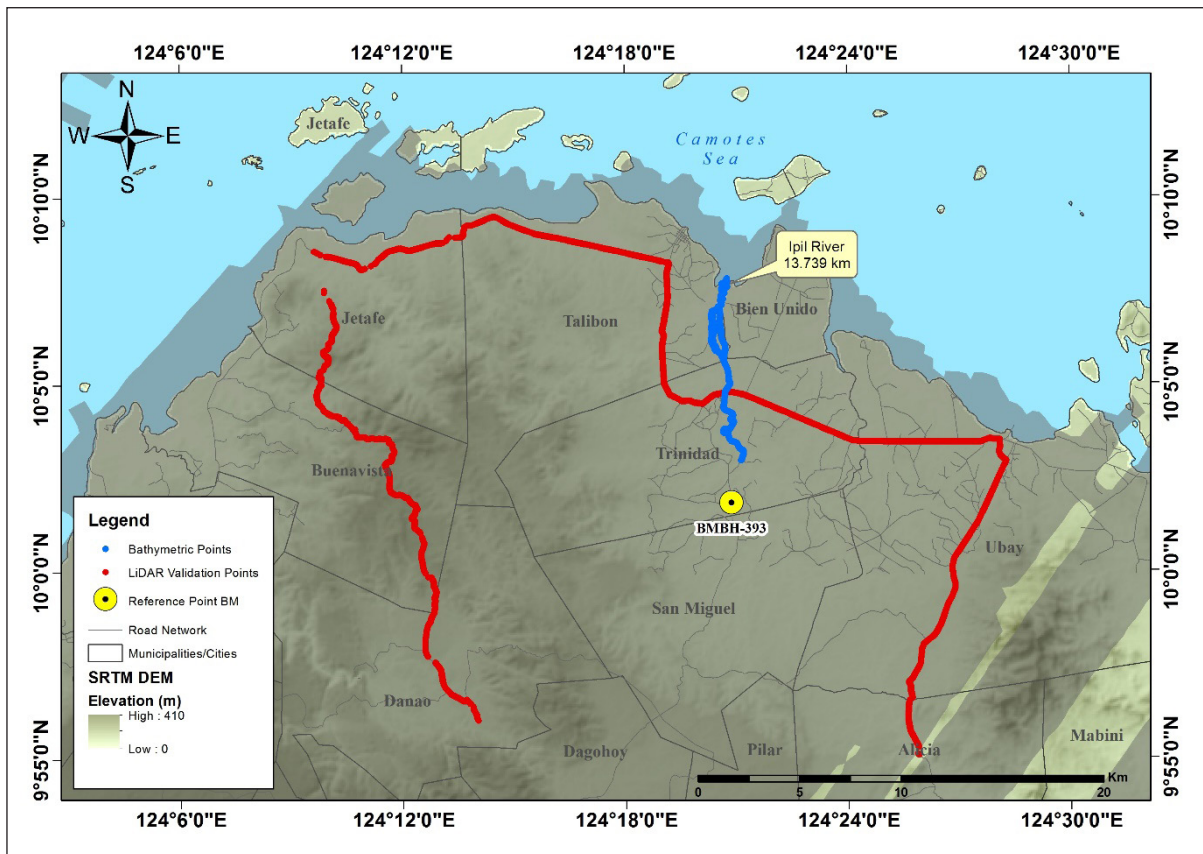 124°6'0"E
124°12'0"E
124°18'0"E
124°24'0"E
124°30'0"E
N
W
E
S
Jetafe
Camotes
Sea
10°10'0"N
10°10'0"N
Ipil River
13.739 km
Jetafe
Talibon
Bien Unido
10°5'0"N
10°5'0"N
Buenavista
Trinidad
BMBH-393
Ubay
10°0'0"N
10°0'0"N
San Miguel
Danao
Dagohoy
Pilar
Alicia
Mabini
9°55'0"N
9°55'0"N
Legend
Bathymetric Points
LiDAR Validation Points
Reference Point BM
Road Network
Municipalities/Cities
SRTM DEM
Elevation (m)
High : 410
Low : 0
Km
0
5
10
20
124°6'0"E
124°12'0"E
124°18'0"E
124°24'0"E
124°30'0"E